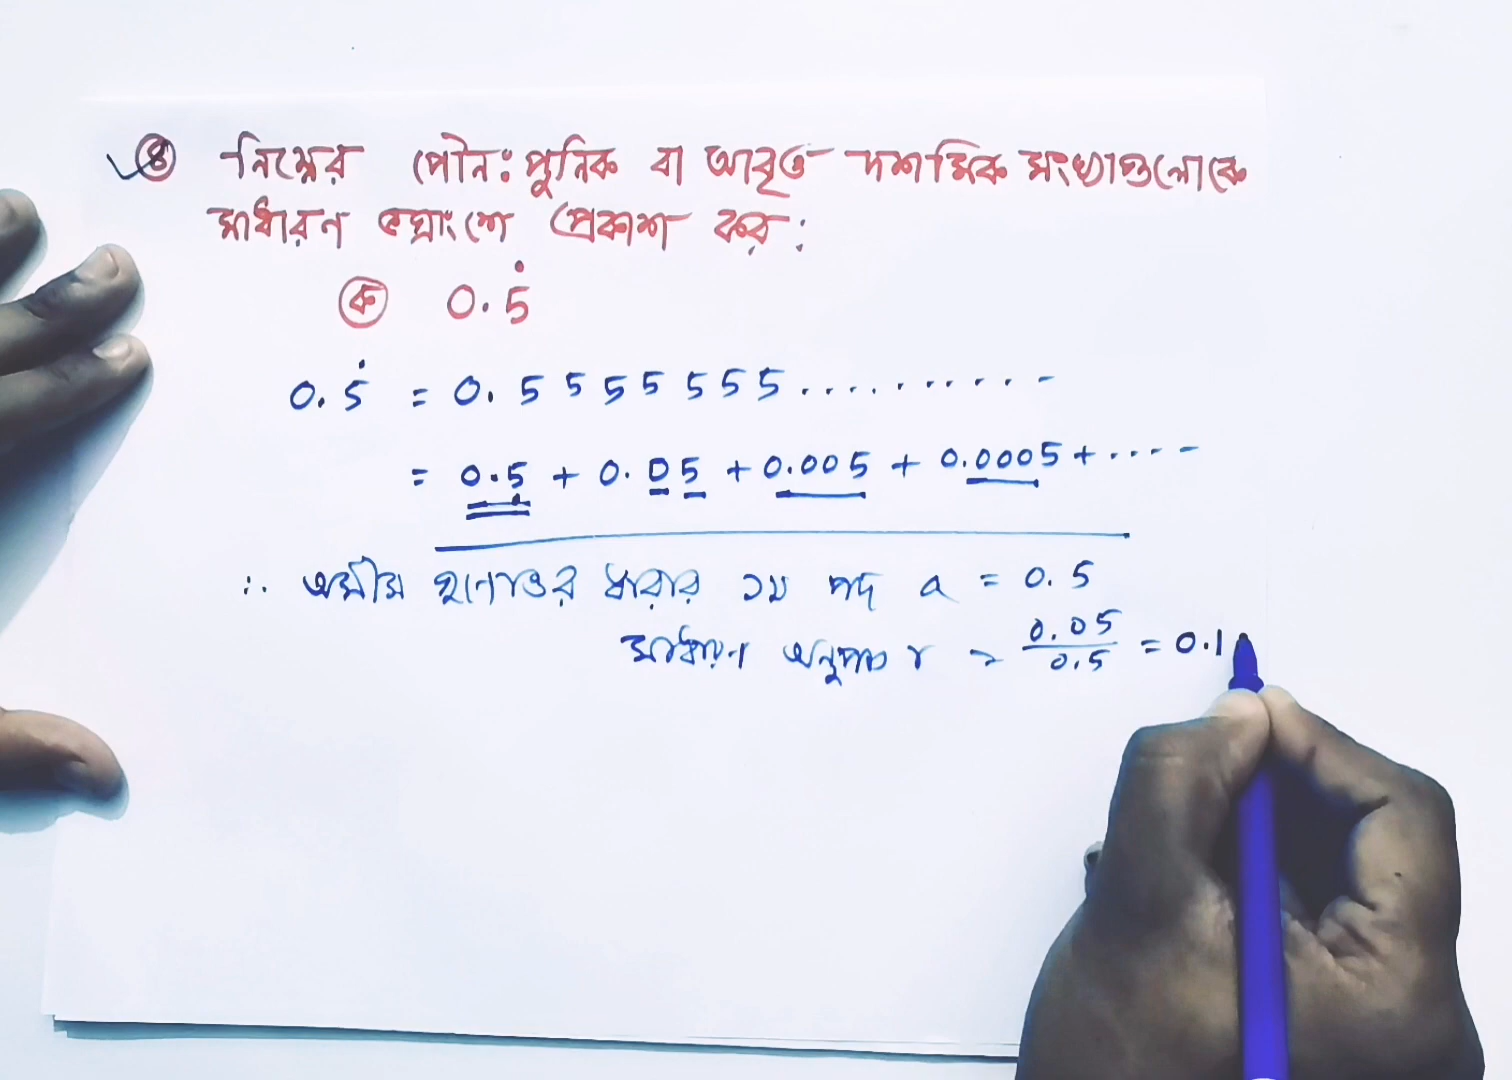 ④ নিম্নের পৌনঃপুনিক বা আবৃত্ত দশমিক সংখ্যাগুলোকে
সাধারণ ভগ্নাংশে প্রকাশ কর:
ক 0.5̇
0.5̇ = 0.5555555..........-
= 0.5 + 0.05 + 0.005 + 0.0005 + ....-
∴ অসীম গুণোত্তর ধারার ১ম পদ a = 0.5
সাধারণ অনুপাত r = 0.05/0.5 = 0.1